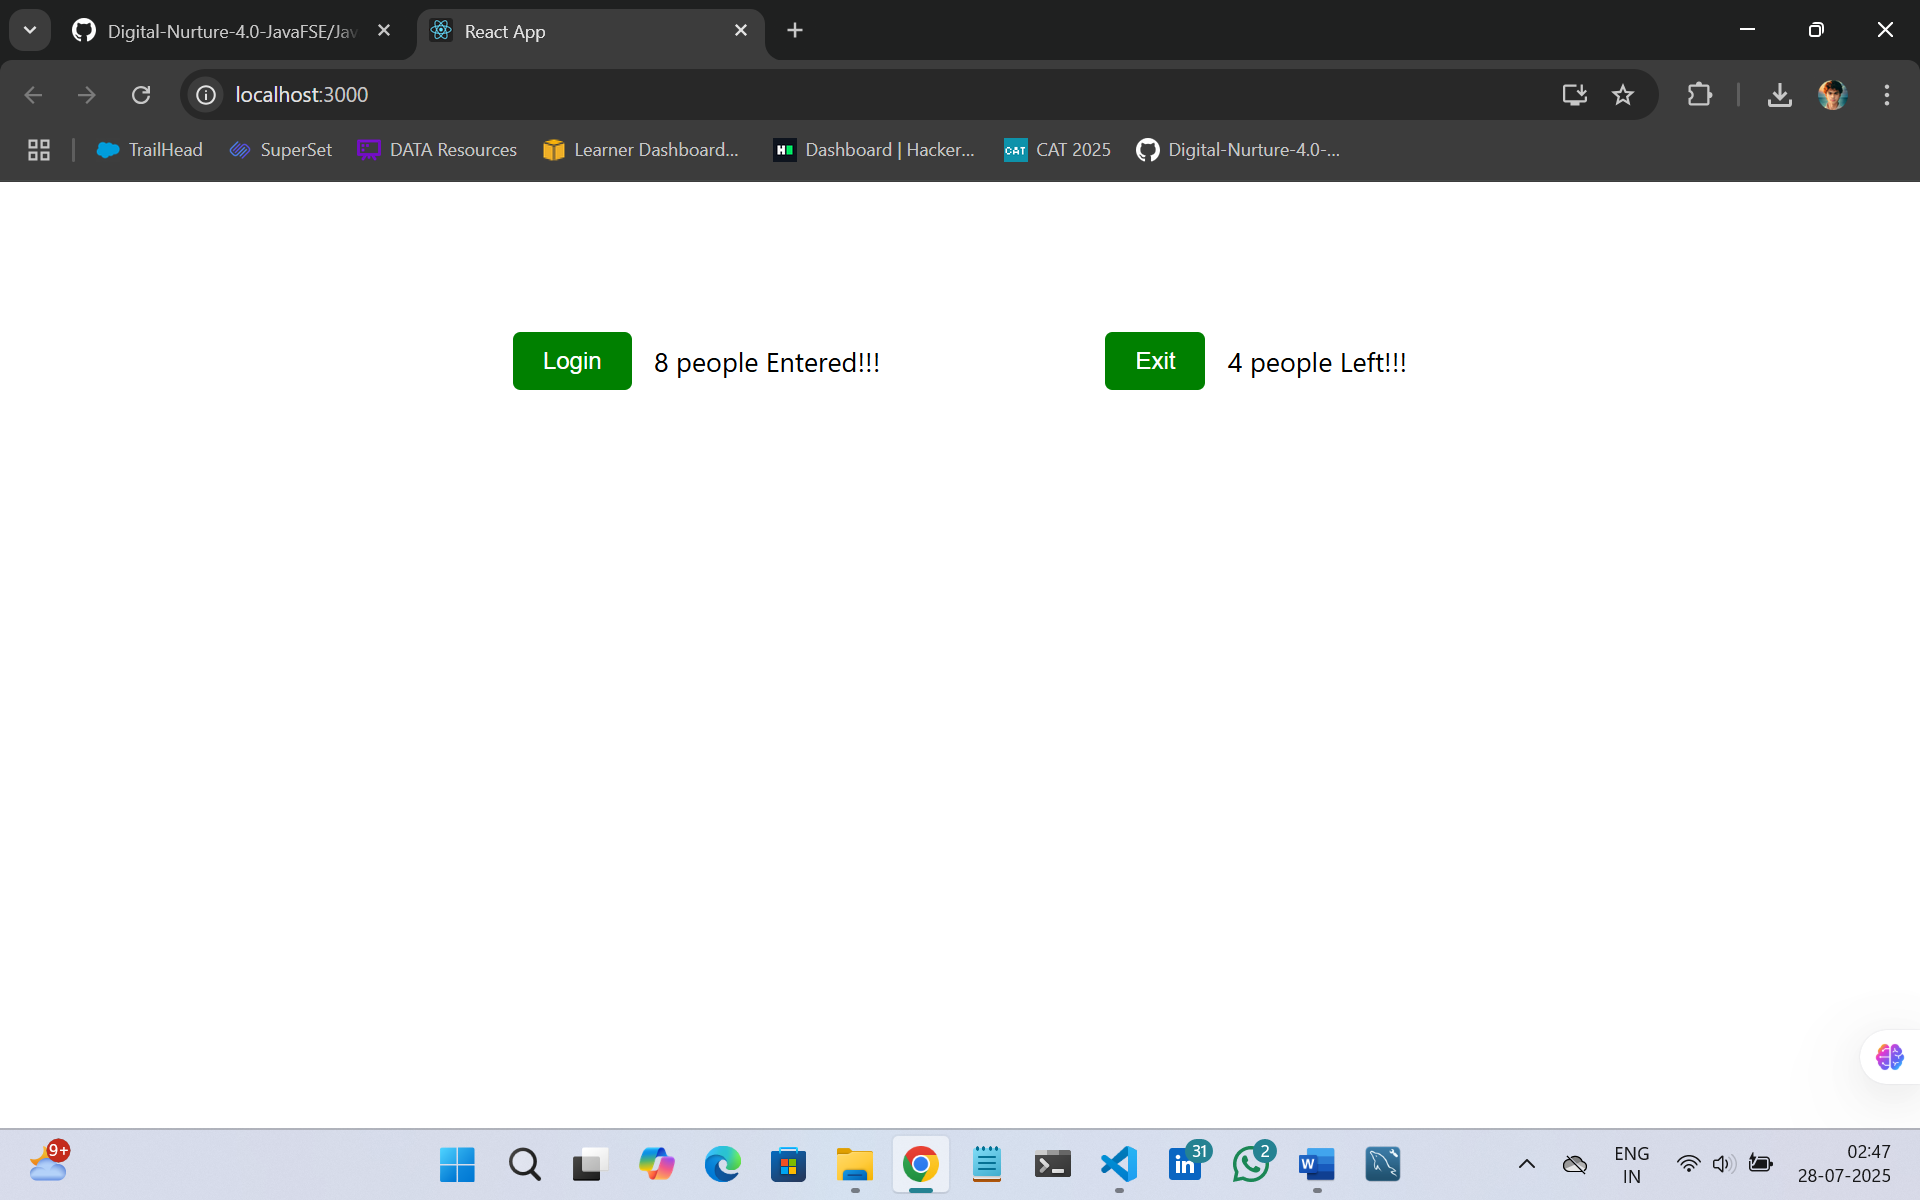 Digital-Nurture-4.0-JavaFSE/Jav
React App
localhost:3000
TrailHead
SuperSet
DATA Resources
Learner Dashboard...
H
Dashboard | Hacker...
CAT
CAT 2025
Digital-Nurture-4.0-...
Login
8 people Entered!!!
Exit
4 people Left!!!
9+
in
31
2
W
ENG
IN
02:47
28-07-2025